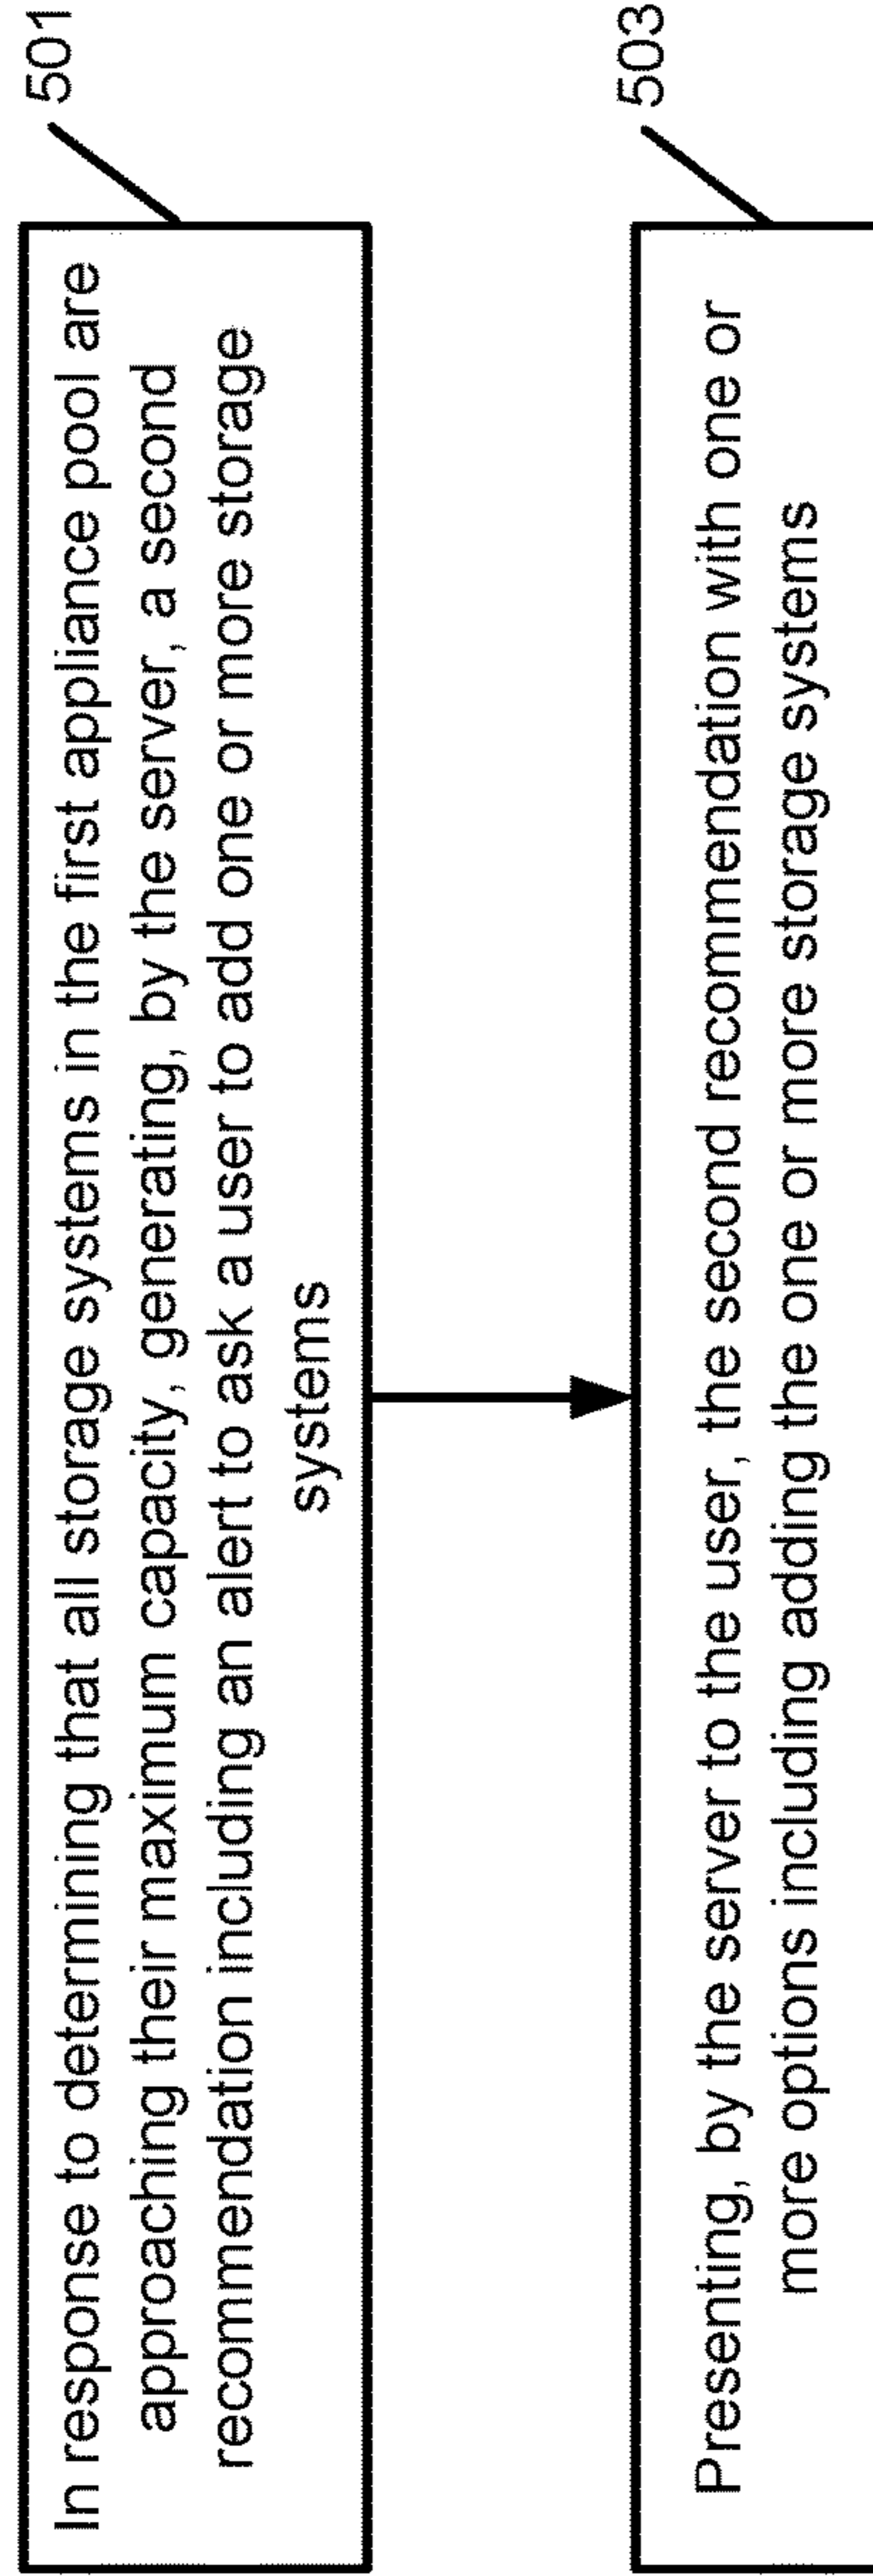 501
In response to determining that all storage systems in the first appliance pool are
approaching their maximum capacity, generating, by the server, a second
recommendation including an alert to ask a user to add one or more storage
systems
503
Presenting, by the server to the user, the second recommendation with one or
more options including adding the one or more storage systems